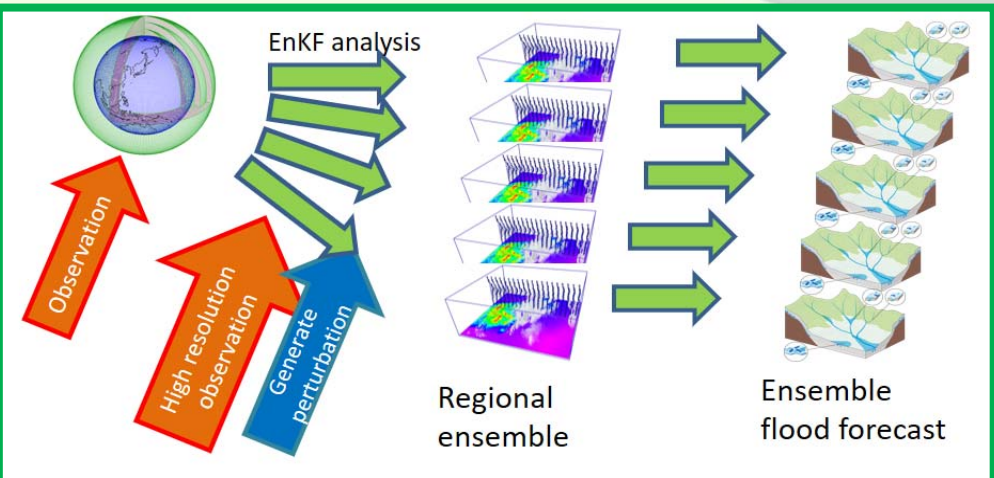 EnKF analysis
Observation
High resolution
observation
Generate
perturbation
Regional
ensemble
Ensemble
flood forecast